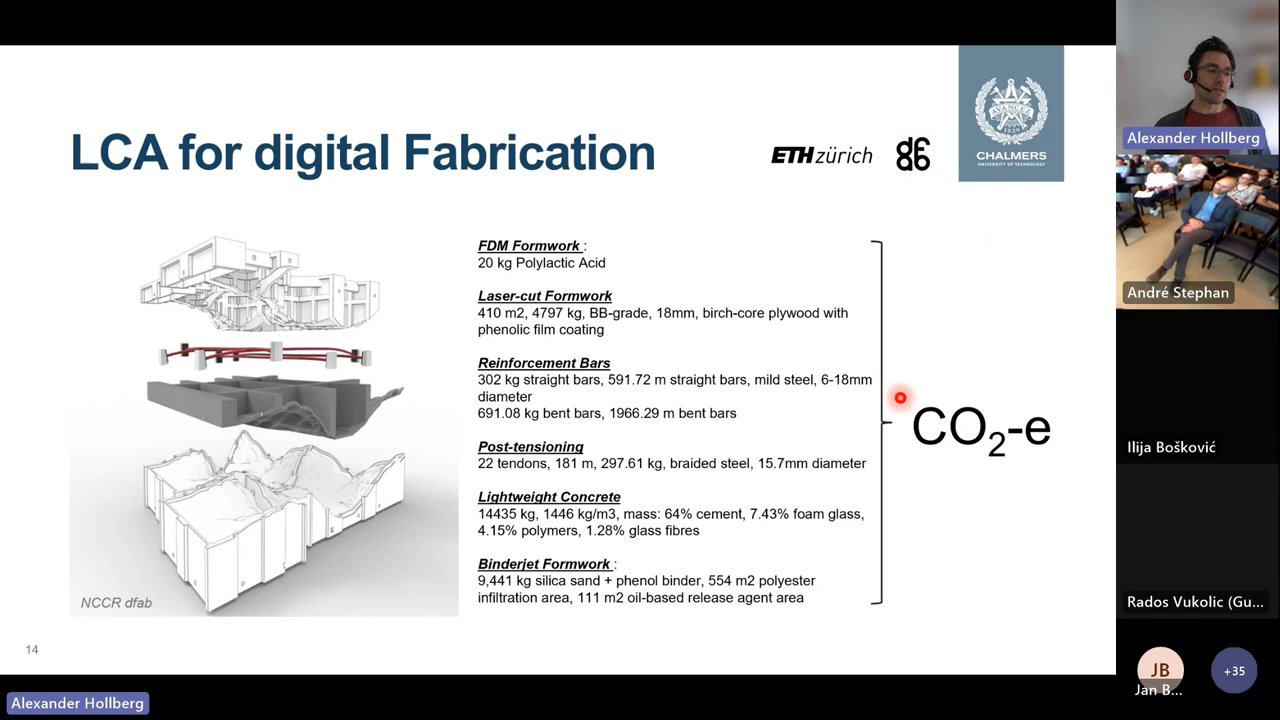 LCA for digital Fabrication
ETH zürich
dfab
AVANCEZ
1829
CHALMERS
UNIVERSITY OF TECHNOLOGY
FDM Formwork :
20 kg Polylactic Acid
Laser-cut Formwork
410 m2, 4797 kg, BB-grade, 18mm, birch-core plywood with
phenolic film coating
Reinforcement Bars
302 kg straight bars, 591.72 m straight bars, mild steel, 6-18mm
diameter
691.08 kg bent bars, 1966.29 m bent bars
Post-tensioning
22 tendons, 181 m, 297.61 kg, braided steel, 15.7mm diameter
Lightweight Concrete
14435 kg, 1446 kg/m3, mass: 64% cement, 7.43% foam glass,
4.15% polymers, 1.28% glass fibres
Binderjet Formwork :
9,441 kg silica sand + phenol binder, 554 m2 polyester
infiltration area, 111 m2 oil-based release agent area
CO2-e
NCCR dfab
14
Alexander Hollberg
Alexander Hollberg
André Stephan
Ilija Bošković
Rados Vukolic (Gu...
JB
Jan B...
+35